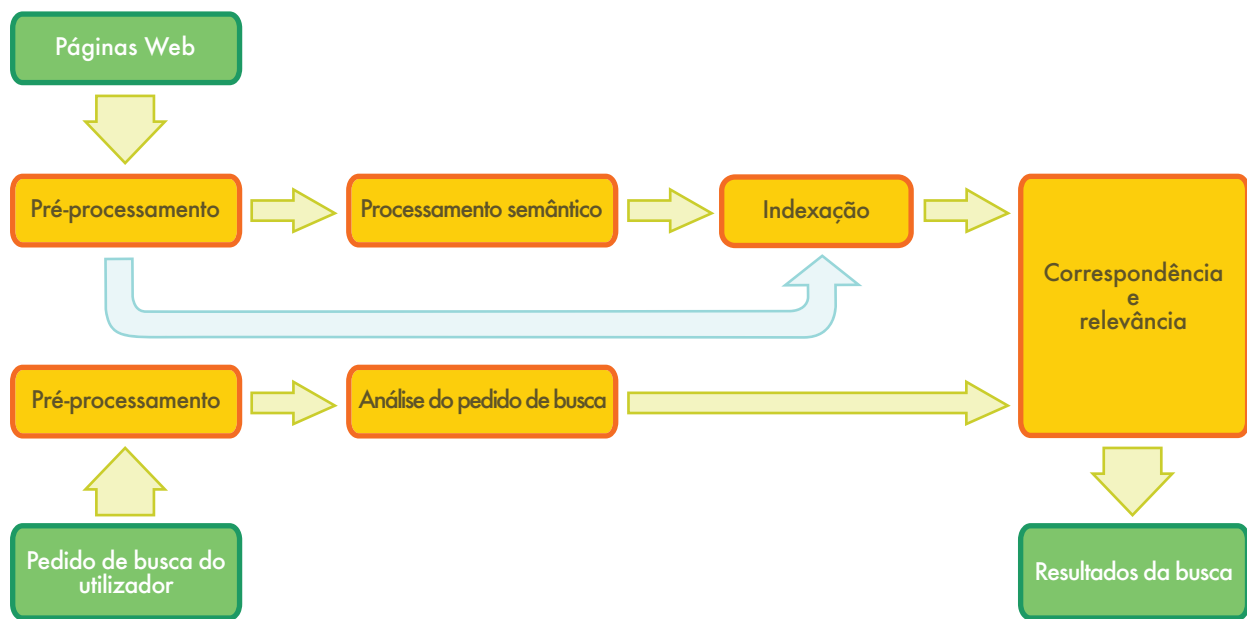 Páginas Web
Pré-processamento
Processamento semântico
Indexação
Correspondência
e
relevância
Pré-processamento
Análise do pedido de busca
Pedido de busca do
utilizador
Resultados da busca